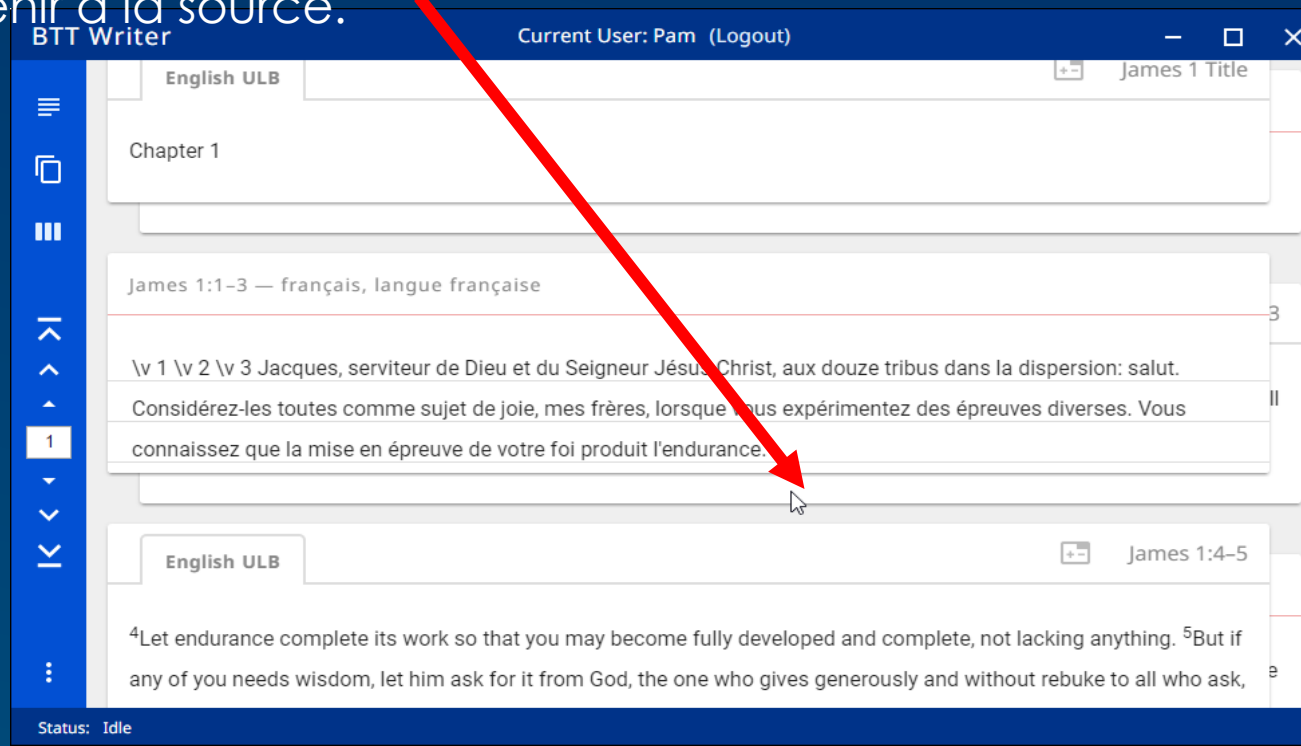 à la source.
BTT Writer
Current User: Pam (Logout)
English ULB
James 1 Title
Chapter 1
James 1:1–3 — français, langue française
3
\v 1 \v 2 \v 3 Jacques, serviteur de Dieu et du Seigneur Jésus Christ, aux douze tribus dans la dispersion: salut.
Considérez-les toutes comme sujet de joie, mes frères, lorsque vous expérimentez des épreuves diverses. Vous
ll
connaissez que la mise en épreuve de votre foi produit l'endurance.
1
English ULB
James 1:4–5
⁴Let endurance complete its work so that you may become fully developed and complete, not lacking anything. ⁵But if
any of you needs wisdom, let him ask for it from God, the one who gives generously and without rebuke to all who ask,
e
Status: Idle